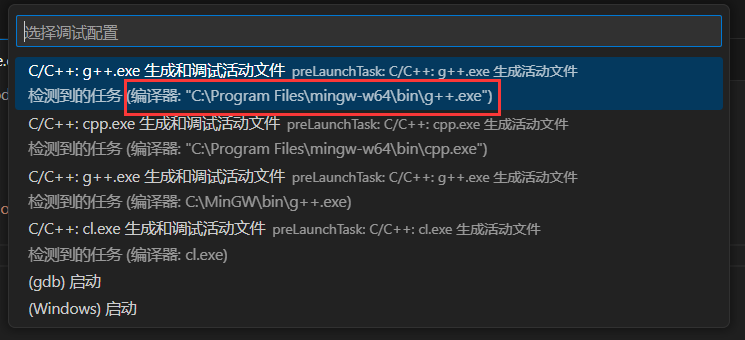 选择调试配置
C/C++: g++.exe 生成和调试活动文件 preLaunchTask: C/C++: g++.exe 生成活动文件
检测到的任务 (编译器: "C:\Program Files\mingw-w64\bin\g++.exe")
C/C++: cpp.exe 生成和调试活动文件 preLaunchTask: C/C++: cpp.exe 生成活动文件
检测到的任务 (编译器: "C:\Program Files\mingw-w64\bin\cpp.exe")
C/C++: g++.exe 生成和调试活动文件 preLaunchTask: C/C++: g++.exe 生成活动文件
检测到的任务 (编译器: C:\MinGW\bin\g++.exe)
C/C++: cl.exe 生成和调试活动文件 preLaunchTask: C/C++: cl.exe 生成活动文件
检测到的任务 (编译器: cl.exe)
(gdb) 启动
(Windows) 启动